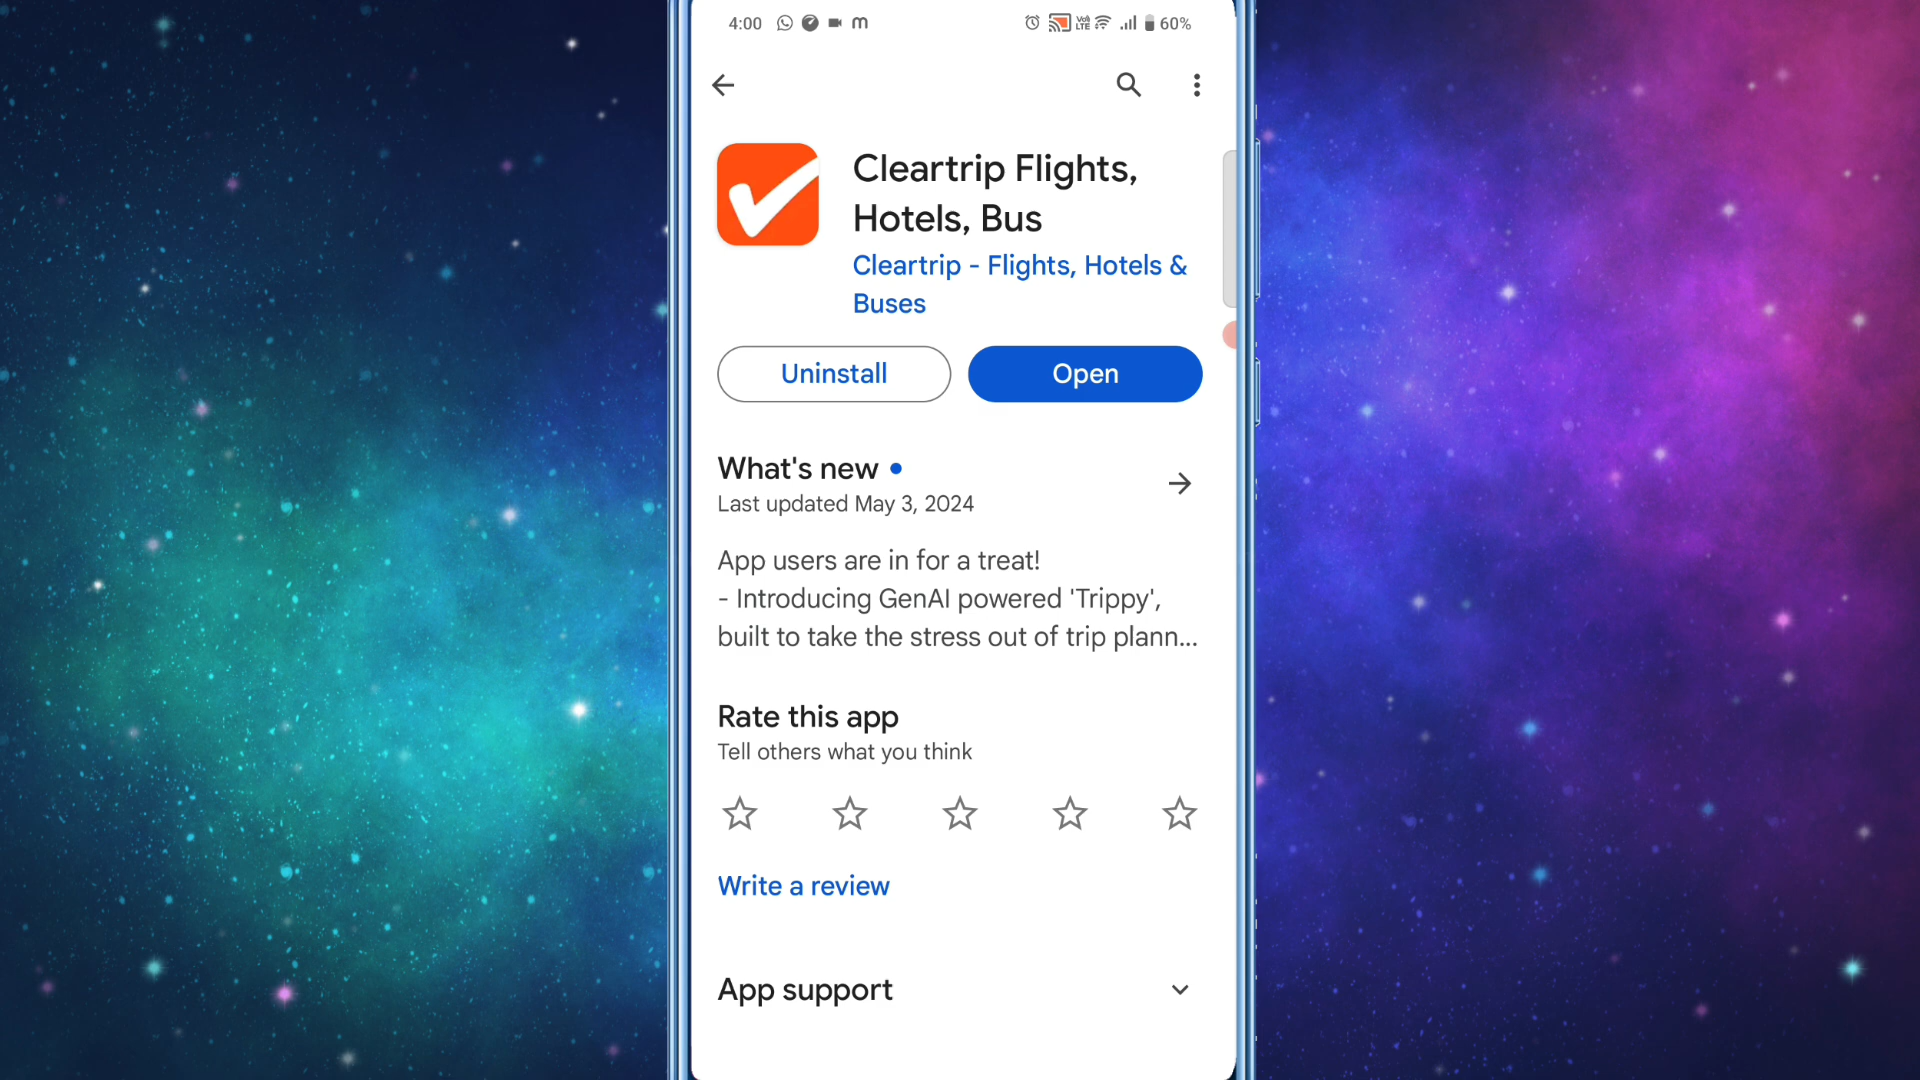 4:00 60%
Cleartrip Flights,
Hotels, Bus
Cleartrip - Flights, Hotels &
Buses
Uninstall Open
What's new
Last updated May 3, 2024
App users are in for a treat!
- Introducing GenAI powered 'Trippy',
built to take the stress out of trip plann...
Rate this app
Tell others what you think
Write a review
App support